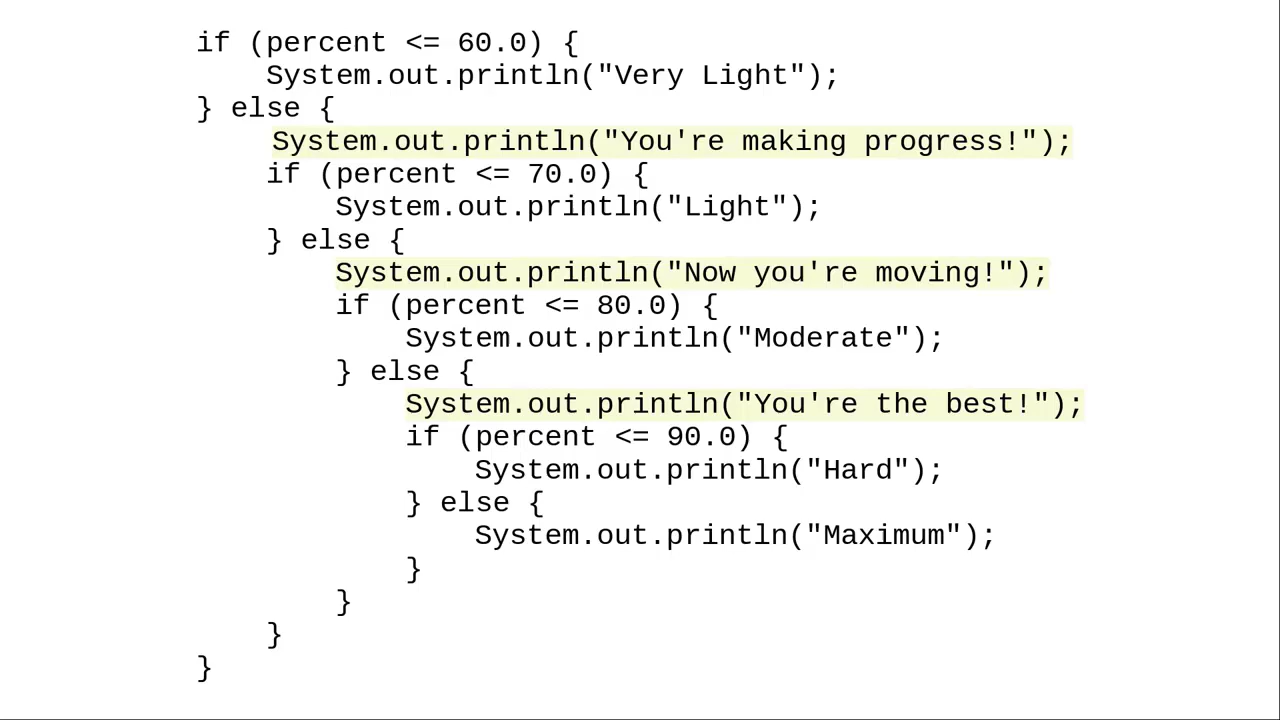 if (percent <= 60.0) {
    System.out.println("Very Light");
} else {
    System.out.println("You're making progress!");
    if (percent <= 70.0) {
        System.out.println("Light");
    } else {
        System.out.println("Now you're moving!");
        if (percent <= 80.0) {
            System.out.println("Moderate");
        } else {
            System.out.println("You're the best!");
            if (percent <= 90.0) {
                System.out.println("Hard");
            } else {
                System.out.println("Maximum");
            }
        }
    }
}